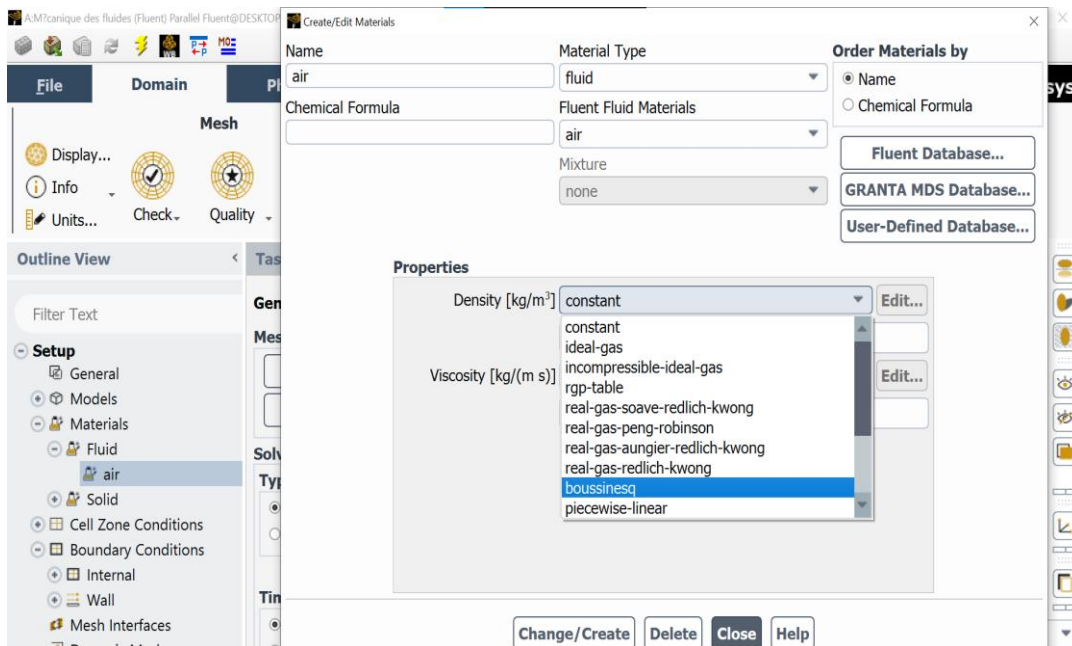 A:M?canique des fluides (Fluent) Parallel Fluent@DESKTOP
Create/Edit Materials
File
Domain
Mesh
Display...
Info
Units...
Check
Quality
Outline View
Filter Text
Setup
General
Models
Materials
Fluid
air
Solid
Cell Zone Conditions
Boundary Conditions
Internal
Wall
Mesh Interfaces
Name
air
Chemical Formula
Material Type
fluid
Fluent Fluid Materials
air
Mixture
none
Order Materials by
Name
Chemical Formula
Fluent Database...
GRANTA MDS Database...
User-Defined Database...
Properties
Density [kg/m³] constant Edit...
constant
ideal-gas
incompressible-ideal-gas
rgp-table
real-gas-soave-redlich-kwong
real-gas-peng-robinson
real-gas-aungier-redlich-kwong
real-gas-redlich-kwong
boussinesq
piecewise-linear
Viscosity [kg/(m s)] Edit...
Change/Create Delete Close Help